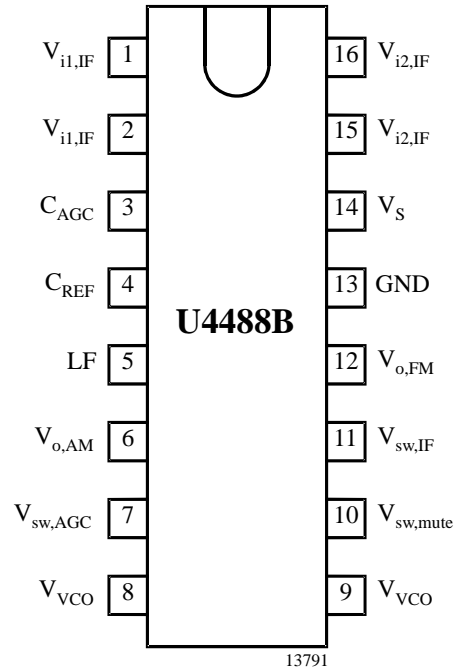 V_i1,IF 1 16 V_i2,IF
V_i1,IF 2 15 V_i2,IF
C_AGC 3 14 V_S
C_REF 4 13 GND
U4488B
LF 5 12 V_o,FM
V_o,AM 6 11 V_sw,IF
V_sw,AGC 7 10 V_sw,mute
V_VCO 8 9 V_VCO
13791